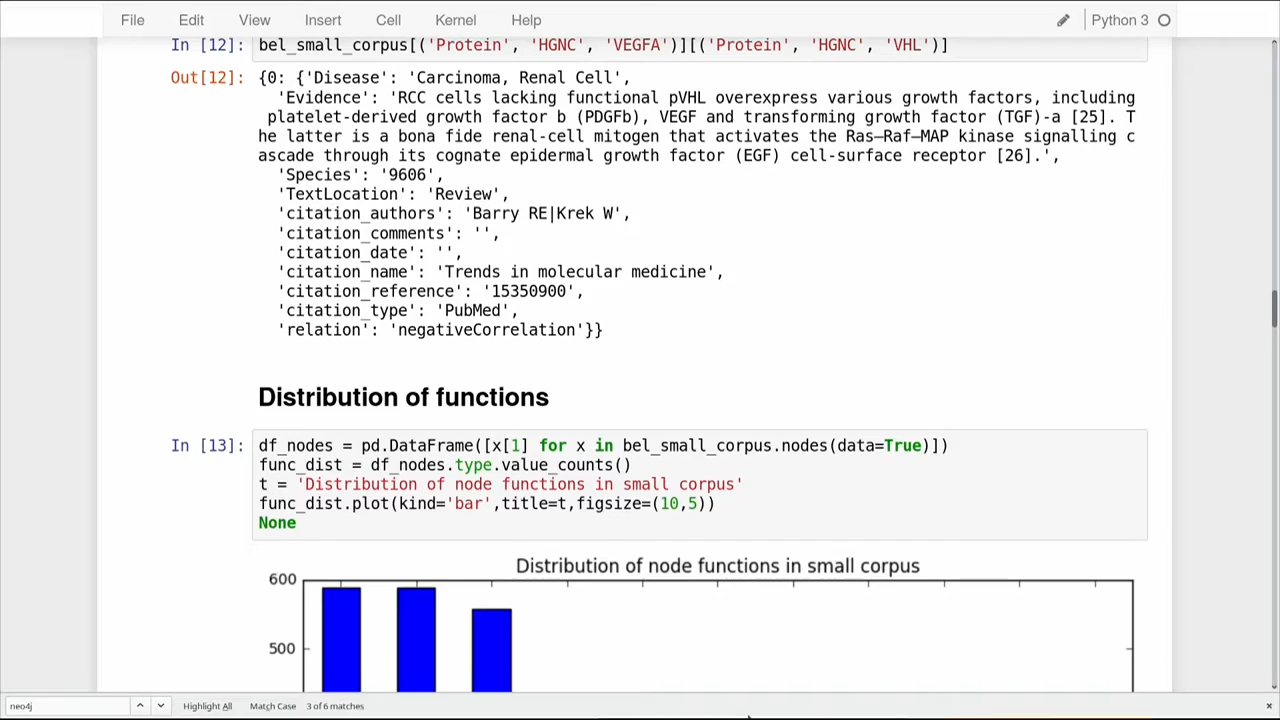 File Edit View Insert Cell Kernel Help Python 3
In [12]: bel_small_corpus[('Protein', 'HGNC', 'VEGFA')][('Protein', 'HGNC', 'VHL')]
Out[12]: {0: {'Disease': 'Carcinoma, Renal Cell',
'Evidence': 'RCC cells lacking functional pVHL overexpress various growth factors, including
platelet-derived growth factor b (PDGFb), VEGF and transforming growth factor (TGF)-a [25]. T
he latter is a bona fide renal-cell mitogen that activates the Ras–Raf–MAP kinase signalling c
ascade through its cognate epidermal growth factor (EGF) cell-surface receptor [26].',
'Species': '9606',
'TextLocation': 'Review',
'citation_authors': 'Barry RE|Krek W',
'citation_comments': '',
'citation_date': '',
'citation_name': 'Trends in molecular medicine',
'citation_reference': '15350900',
'citation_type': 'PubMed',
'relation': 'negativeCorrelation'}}
Distribution of functions
In [13]: df_nodes = pd.DataFrame([x[1] for x in bel_small_corpus.nodes(data=True)])
func_dist = df_nodes.type.value_counts()
t = 'Distribution of node functions in small corpus'
func_dist.plot(kind='bar',title=t,figsize=(10,5))
None
Distribution of node functions in small corpus
600
500
neo4j Highlight All Match Case 3 of 6 matches